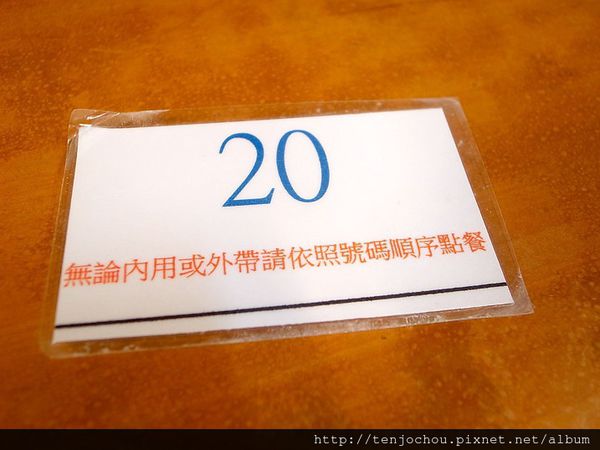 20
無論內用或外帶請依照號碼順序點餐
http://tenjochou.pixnet.net/album